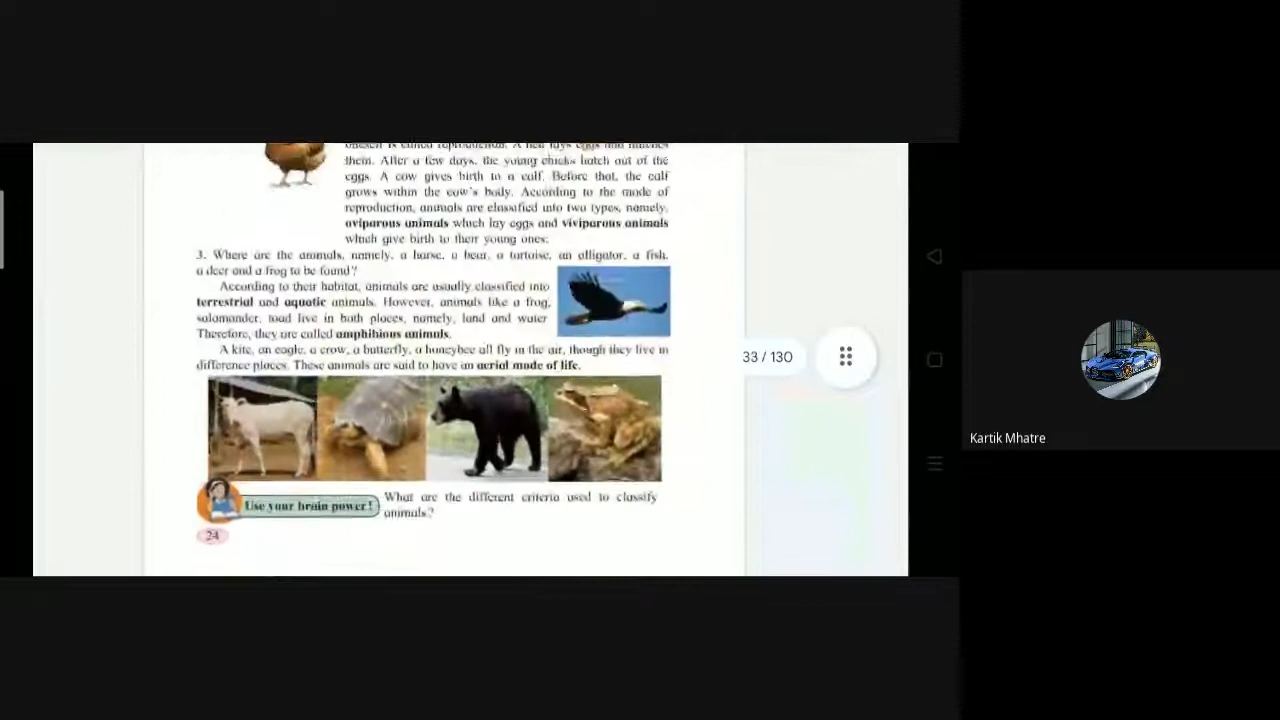 them. After a few days, the young chicks hatch out of the
eggs. A cow gives birth to a calf. Before that, the calf
grows within the cow's body. According to the mode of
reproduction, animals are classified into two types, namely,
oviparous animals which lay eggs and viviparous animals
which give birth to their young ones.
3. Where are the animals, namely, a horse, a bear, a tortoise, an alligator, a fish,
a deer and a frog to be found?
According to their habitat, animals are usually classified into
terrestrial and aquatic animals. However, animals like a frog,
salamander, toad live in both places, namely, land and water
Therefore, they are called amphibious animals.
A kite, an eagle, a crow, a butterfly, a honeybee all fly in the air, though they live in
difference places. These animals are said to have an aerial mode of life.
33 / 130
Kartik Mhatre
Use your brain power!
What are the different criteria used to classify
animals?
24